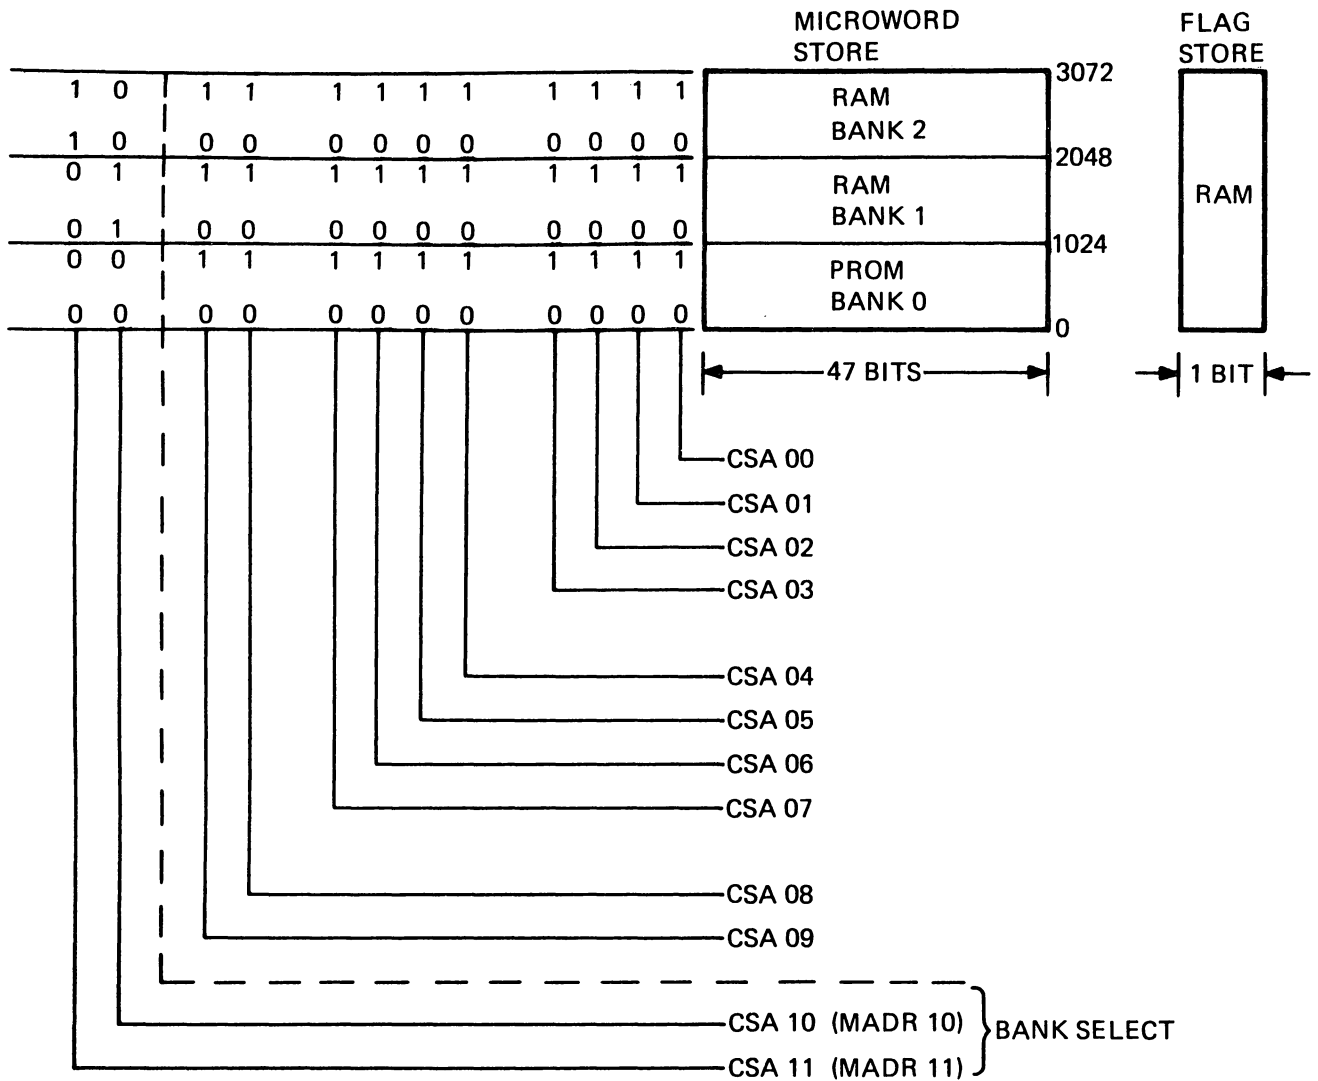 MICROWORD
STORE
FLAG
STORE
3072
1 0 1 1 1 1 1 1 1 1 1 1
RAM
BANK 2
1 0 0 0 0 0 0 0 0 0 0 0
2048
0 1 1 1 1 1 1 1 1 1 1 1
RAM
BANK 1
RAM
0 1 0 0 0 0 0 0 0 0 0 0
1024
0 0 1 1 1 1 1 1 1 1 1 1
PROM
BANK 0
0 0 0 0 0 0 0 0 0 0 0 0
0
47 BITS
1 BIT
CSA 00
CSA 01
CSA 02
CSA 03
CSA 04
CSA 05
CSA 06
CSA 07
CSA 08
CSA 09
CSA 10 (MADR 10)
BANK SELECT
CSA 11 (MADR 11)